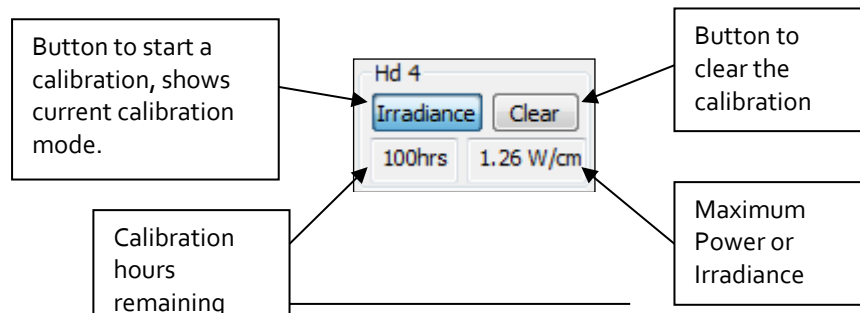 Button to start a
calibration, shows
current calibration
mode.
Hd 4
Irradiance
Clear
100hrs
1.26 W/cm
Button to
clear the
calibration
Calibration
hours
remaining
Maximum
Power or
Irradiance